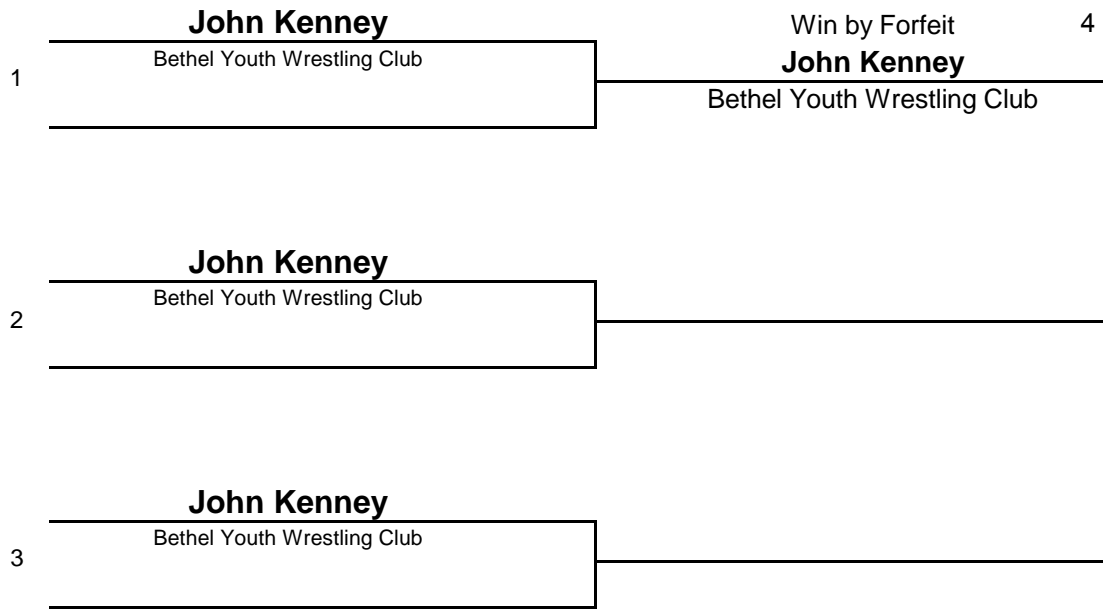 John Kenney
Win by Forfeit 4
1 Bethel Youth Wrestling Club
John Kenney
Bethel Youth Wrestling Club
John Kenney
2 Bethel Youth Wrestling Club
John Kenney
3 Bethel Youth Wrestling Club